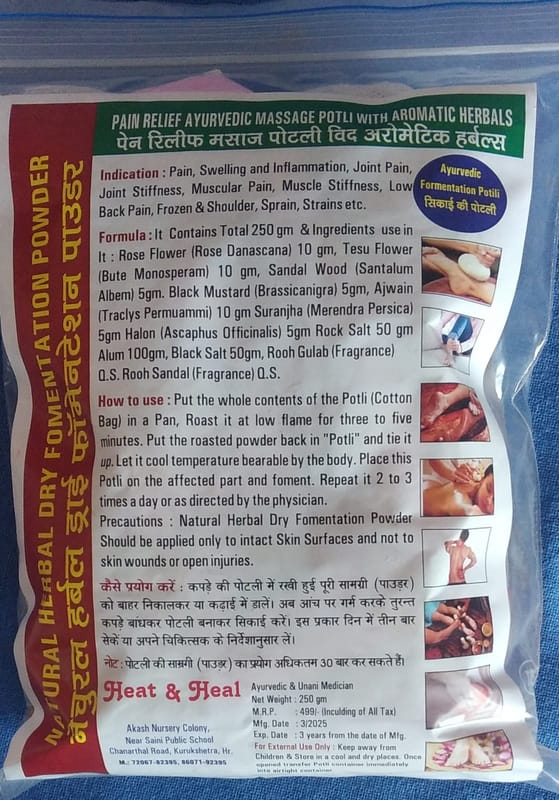 PAIN RELIEF AYURVEDIC MASSAGE POTLI WITH AROMATIC HERBALS
पेन रिलीफ मसाज पोटली विद अरोमेटिक हर्बल्स
NATURAL HERBAL DRY FOMENTATION POWDER
नेचुरल हर्बल ड्राई फॉमेनटेशन पाउडर
Ayurvedic
Formentation Potili
सिकाई की पोटली
Indication : Pain, Swelling and Inflammation, Joint Pain,
Joint Stiffness, Muscular Pain, Muscle Stiffness, Low
Back Pain, Frozen & Shoulder, Sprain, Strains etc.
Formula : It Contains Total 250 gm & Ingredients use in
It : Rose Flower (Rose Danascana) 10 gm, Tesu Flower
(Bute Monosperam) 10 gm, Sandal Wood (Santalum
Albem) 5gm. Black Mustard (Brassicanigra) 5gm, Ajwain
(Traclys Permuammi) 10 gm Suranjha (Merendra Persica)
5gm Halon (Ascaphus Officinalis) 5gm Rock Salt 50 gm
Alum 100gm, Black Salt 50gm, Rooh Gulab (Fragrance)
Q.S. Rooh Sandal (Fragrance) Q.S.
How to use : Put the whole contents of the Potli (Cotton
Bag) in a Pan, Roast it at low flame for three to five
minutes. Put the roasted powder back in "Potli" and tie it
up. Let it cool temperature bearable by the body. Place this
Potli on the affected part and foment. Repeat it 2 to 3
times a day or as directed by the physician.
Precautions : Natural Herbal Dry Fomentation Powder
Should be applied only to intact Skin Surfaces and not to
skin wounds or open injuries.
कैसे प्रयोग करें : कपड़े की पोटली में रखी हुई पूरी सामग्री (पाउडर)
को बाहर निकालकर या कढ़ाई में डालें। अब आंच पर गर्म करके तुरन्त
कपड़े बांधकर पोटली बनाकर सिकाई करें। इस प्रकार दिन में तीन बार
सेकें या अपने चिकित्सक के निर्देशानुसार लें।
नोट : पोटली की सामग्री (पाउडर) का प्रयोग अधिकतम 30 बार कर सकते हैं।
Heat & Heal
Akash Nursery Colony,
Near Saini Public School
Chanarthal Road, Kurukshetra, Hr.
M.: 72067-82395, 86071-92395
Ayurvedic & Unani Medician
Net Weight : 250 gm
M.R.P. : 499/- (Inculding of All Tax)
Mfg. Date : 3/2025
Exp. Date : 3 years from the date of Mfg.
For External Use Only : Keep away from
Children & Store in a cool and dry places. Once
opened transfer Potli container immediately
into airtight container